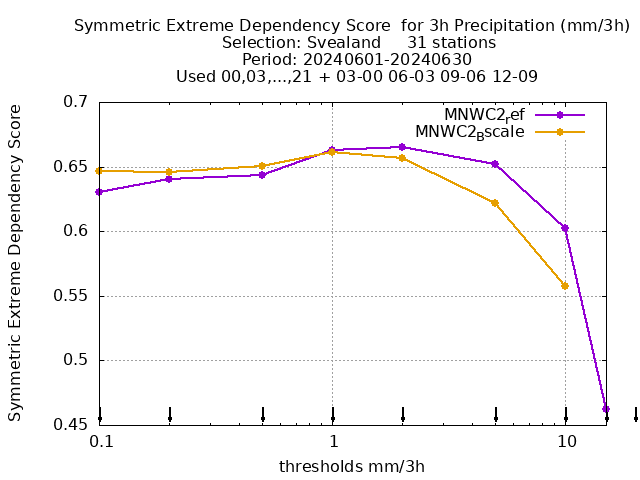 Symmetric Extreme Dependency Score  for 3h Precipitation (mm/3h)
Selection: Svealand     31 stations
Period: 20240601-20240630
Used 00,03,...,21 + 03-00 06-03 09-06 12-09
MNWC2ref
MNWC2Bscale
0.7
0.65
0.6
0.55
0.5
0.45
0.1
1
10
Symmetric Extreme Dependency Score
thresholds mm/3h